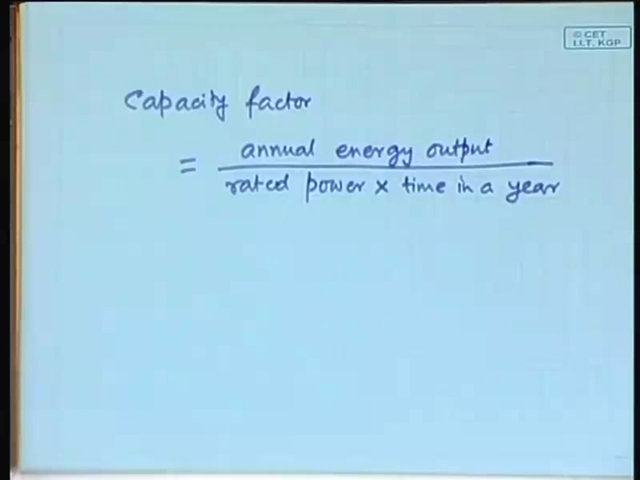 © CET
I.I.T. KGP
Capacity factor
= annual energy output
rated power × time in a year